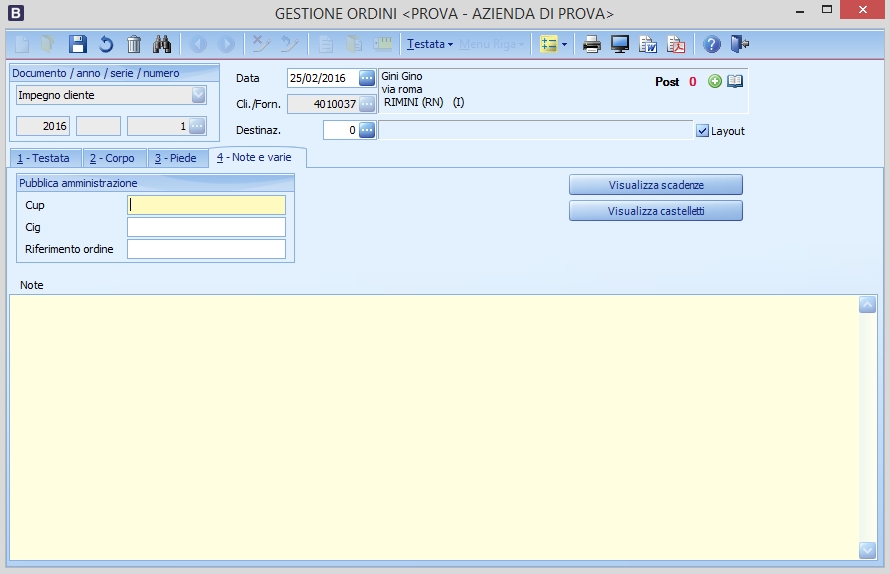 B GESTIONE ORDINI <PROVA - AZIENDA DI PROVA>
Testata Menu Riga
Documento / anno / serie / numero
Impegno cliente
2016 1
Data 25/02/2016 Gini Gino
via roma
Cli./Forn. 4010037 RIMINI (RN) (I)
Post 0
Destinaz. 0 Layout
1 - Testata 2 - Corpo 3 - Piede 4 - Note e varie
Pubblica amministrazione
Cup
Cig
Riferimento ordine
Visualizza scadenze
Visualizza castelletti
Note